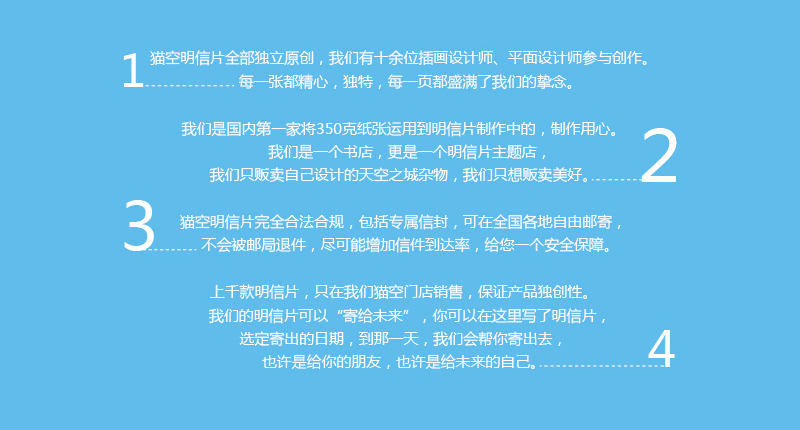 1 猫空明信片全部独立原创，我们有十余位插画设计师、平面设计师参与创作。
每一张都精心，独特，每一页都盛满了我们的挚念。
我们是国内第一家将350克纸张运用到明信片制作中的，制作用心。
我们是一个书店，更是一个明信片主题店，
我们只贩卖自己设计的天空之城杂物，我们只想贩卖美好。 2
3 猫空明信片完全合法合规，包括专属信封，可在全国各地自由邮寄，
不会被邮局退件，尽可能增加信件到达率，给您一个安全保障。
上千款明信片，只在我们猫空门店销售，保证产品独创性。
我们的明信片可以“寄给未来”，你可以在这里写了明信片，
选定寄出的日期，到那一天，我们会帮你寄出去，
也许是给你的朋友，也许是给未来的自己。 4